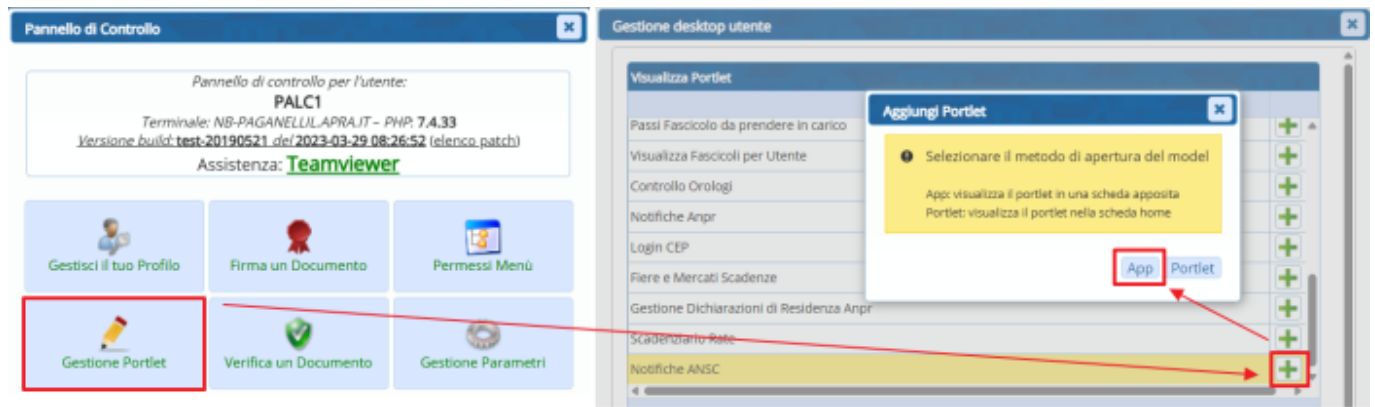 Pannello di Controllo
Pannello di controllo per l'utente:
PALC1
Terminale: NB-PAGANELLIL.APRA.IT – PHP: 7.4.33
Versione build: test-20190521 del 2023-03-29 08:26:52 (elenco patch)
Assistenza: Teamviewer
Gestisci il tuo Profilo
Firma un Documento
Permessi Menù
Gestione Portlet
Verifica un Documento
Gestione Parametri
Gestione desktop utente
Visualizza Portlet
Passi Fascicolo da prendere in carico
Visualizza Fascicoli per Utente
Controllo Orologi
Notifiche Anpr
Login CEP
Fiere e Mercati Scadenze
Gestione Dichiarazioni di Residenza Anpr
Scadenziario Rate
Notifiche ANSC
Aggiungi Portlet
Selezionare il metodo di apertura del model
App: visualizza il portlet in una scheda apposita
Portlet: visualizza il portlet nella scheda home
App
Portlet